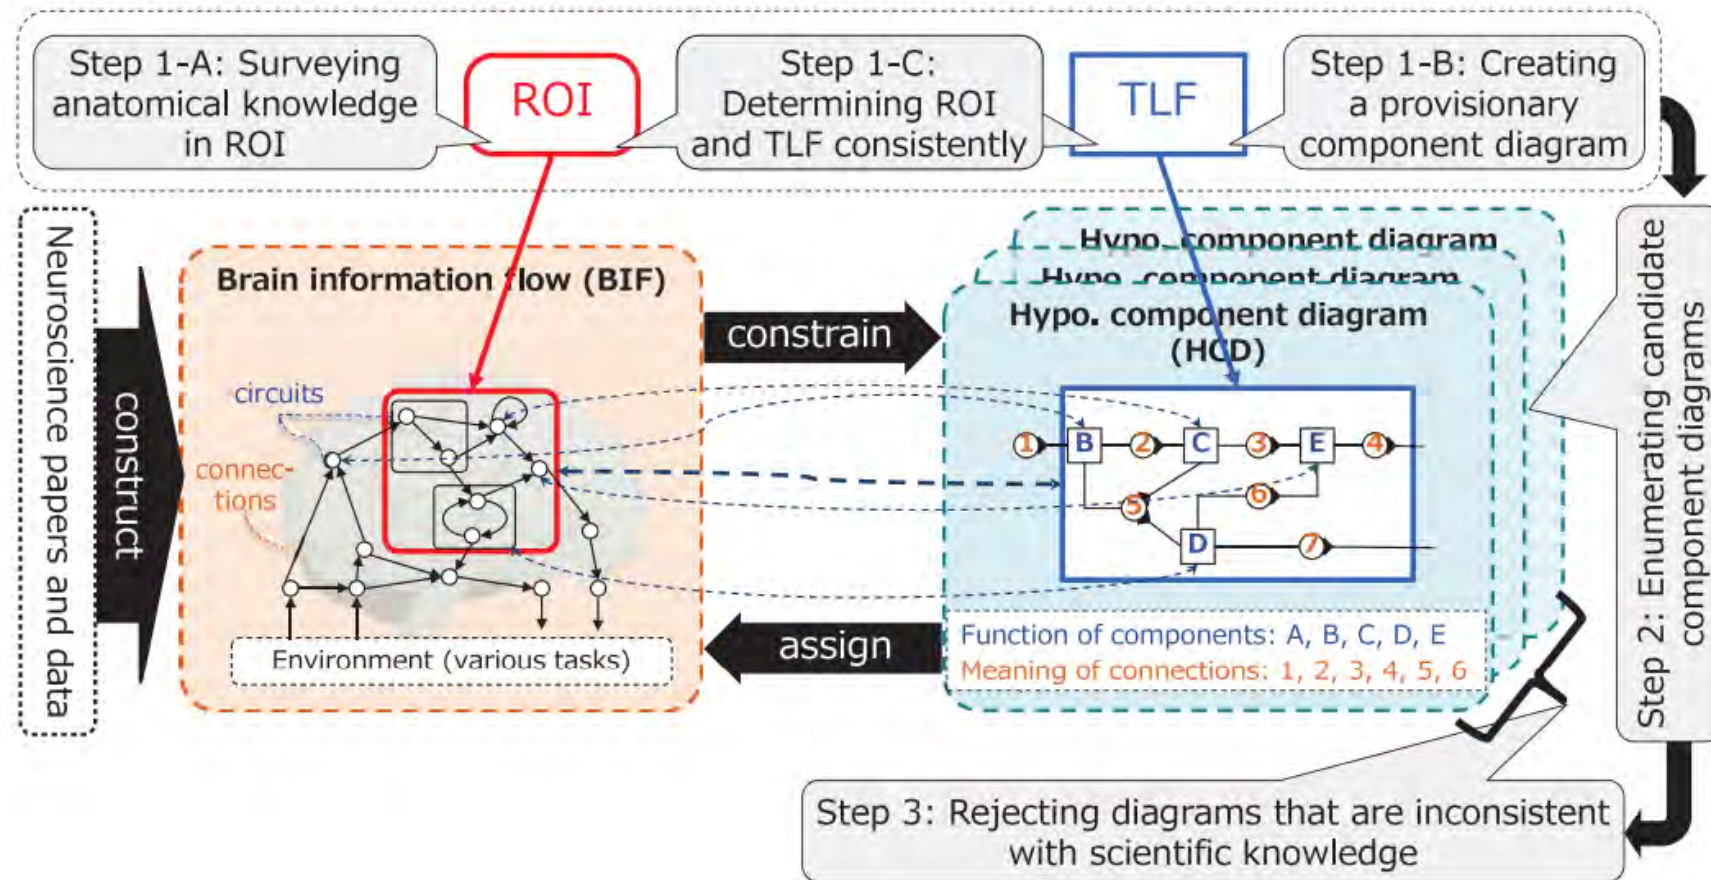 Step 1-A: Surveying
anatomical knowledge
in ROI
ROI
Step 1-C:
Determining ROI
and TLF consistently
TLF
Step 1-B: Creating
a provisionary
component diagram
Neuroscience papers and data
construct
Brain information flow (BIF)
circuits
connec-
tions
Environment (various tasks)
constrain
assign
Hypo. component diagram
Hypo. component diagram
Hypo. component diagram
(HCD)
1
B
2
C
3
E
4
5
6
D
7
Function of components: A, B, C, D, E
Meaning of connections: 1, 2, 3, 4, 5, 6
Step 2: Enumerating candidate
component diagrams
Step 3: Rejecting diagrams that are inconsistent
with scientific knowledge